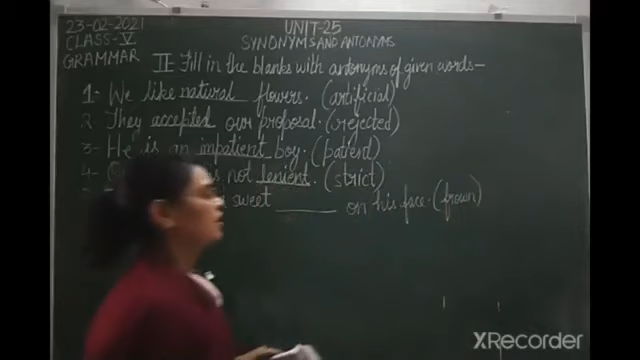 23-02-2021 UNIT-25
CLASS-V SYNONYMS AND ANTONYMS
GRAMMAR
II Fill in the blanks with antonyms of given words—
1- We like natural flowers. (artificial)
2 They accepted our proposal. (rejected)
3- He is an impatient boy. (patient)
4- not lenient. (strict)
sweet ______ on his face. (frown)
XRecorder